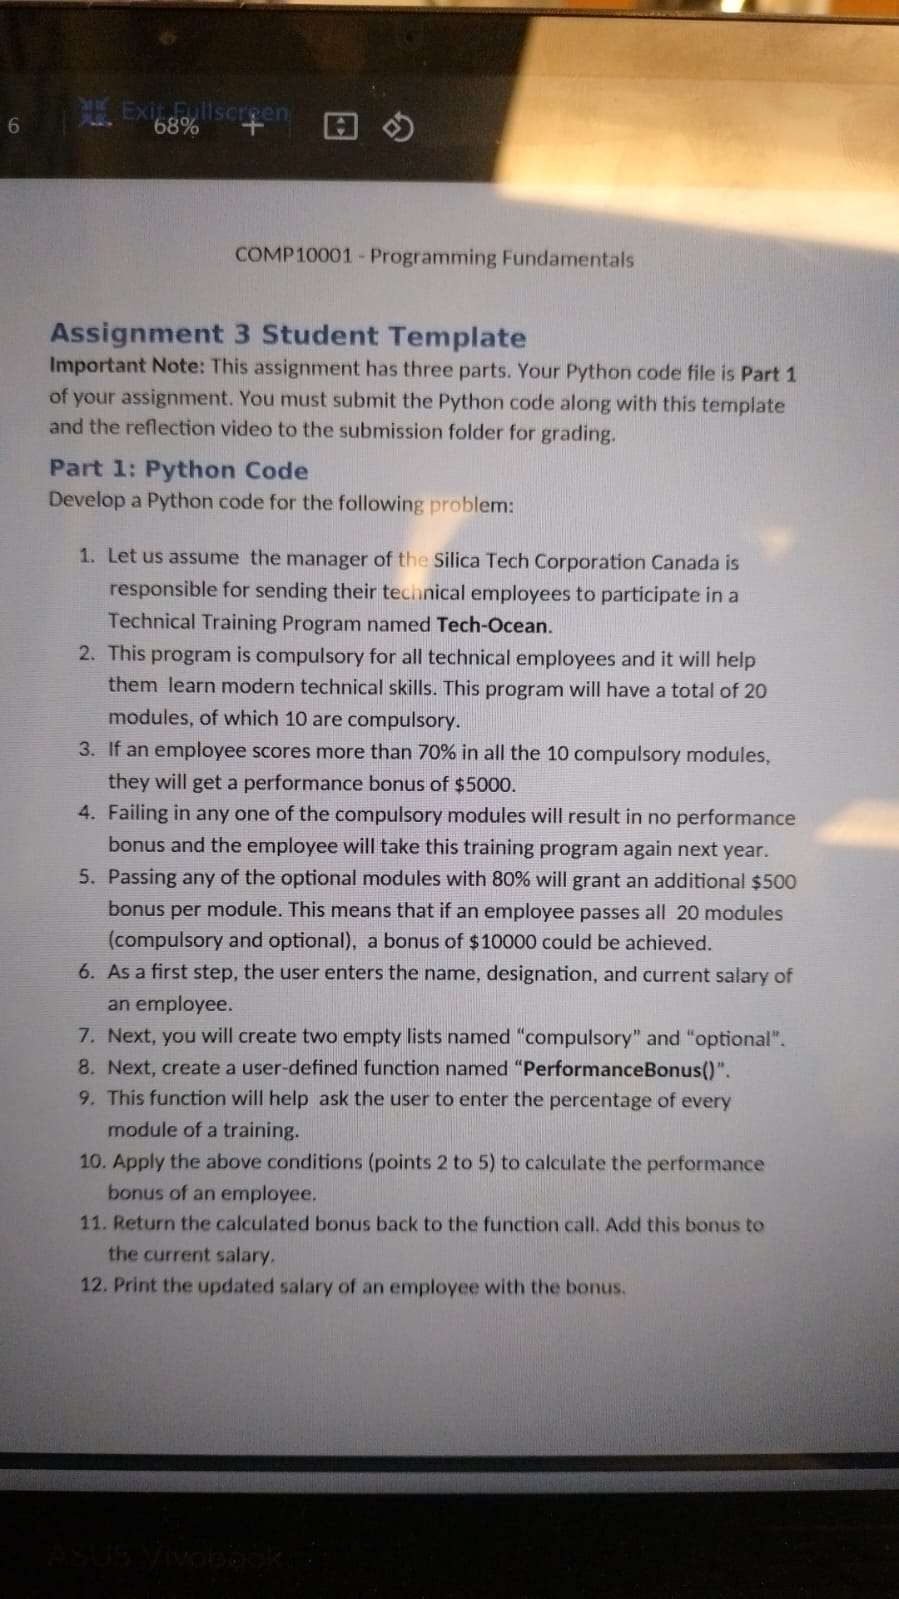 6 Exit Fullscreen
68% +
COMP10001 - Programming Fundamentals
Assignment 3 Student Template
Important Note: This assignment has three parts. Your Python code file is Part 1
of your assignment. You must submit the Python code along with this template
and the reflection video to the submission folder for grading.
Part 1: Python Code
Develop a Python code for the following problem:
1. Let us assume the manager of the Silica Tech Corporation Canada is
responsible for sending their technical employees to participate in a
Technical Training Program named Tech-Ocean.
2. This program is compulsory for all technical employees and it will help
them learn modern technical skills. This program will have a total of 20
modules, of which 10 are compulsory.
3. If an employee scores more than 70% in all the 10 compulsory modules,
they will get a performance bonus of $5000.
4. Failing in any one of the compulsory modules will result in no performance
bonus and the employee will take this training program again next year.
5. Passing any of the optional modules with 80% will grant an additional $500
bonus per module. This means that if an employee passes all 20 modules
(compulsory and optional), a bonus of $10000 could be achieved.
6. As a first step, the user enters the name, designation, and current salary of
an employee.
7. Next, you will create two empty lists named “compulsory” and “optional”.
8. Next, create a user-defined function named “PerformanceBonus()”.
9. This function will help ask the user to enter the percentage of every
module of a training.
10. Apply the above conditions (points 2 to 5) to calculate the performance
bonus of an employee.
11. Return the calculated bonus back to the function call. Add this bonus to
the current salary.
12. Print the updated salary of an employee with the bonus.
ASUS Vivobook